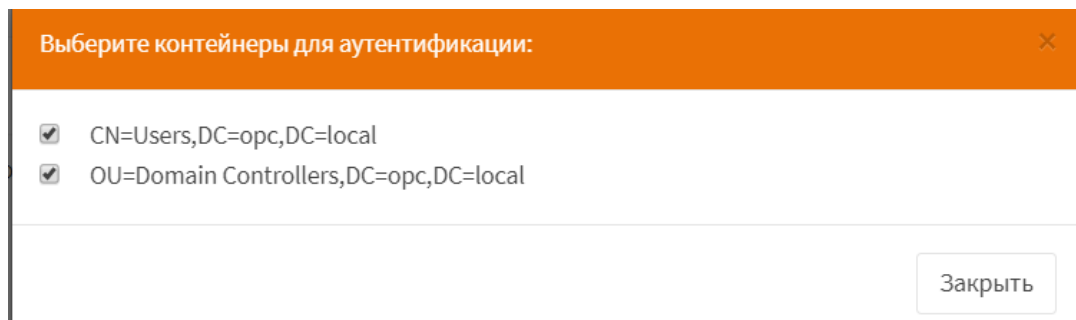 Выберите контейнеры для аутентификации:
CN=Users,DC=opc,DC=local
OU=Domain Controllers,DC=opc,DC=local
Закрыть